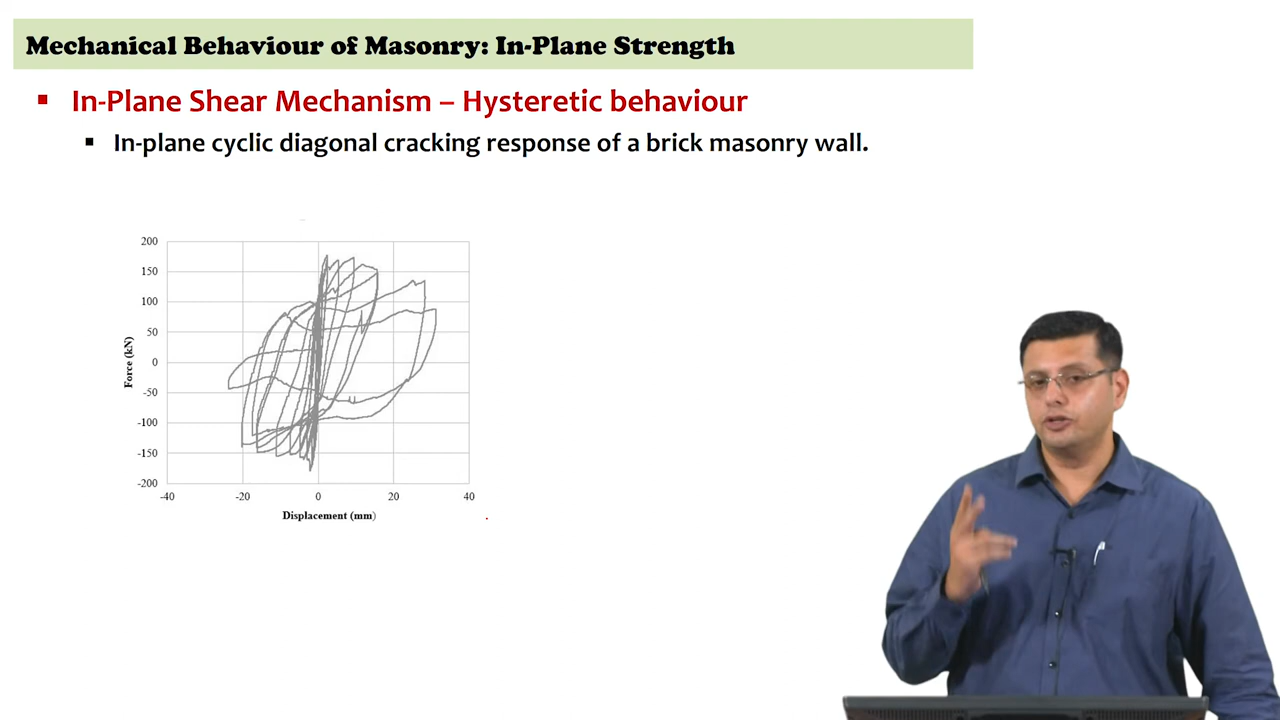 Mechanical Behaviour of Masonry: In-Plane Strength
In-Plane Shear Mechanism – Hysteretic behaviour
In-plane cyclic diagonal cracking response of a brick masonry wall.
200
150
100
50
0
-50
-100
-150
-200
Force (kN)
-40 -20 0 20 40
Displacement (mm)